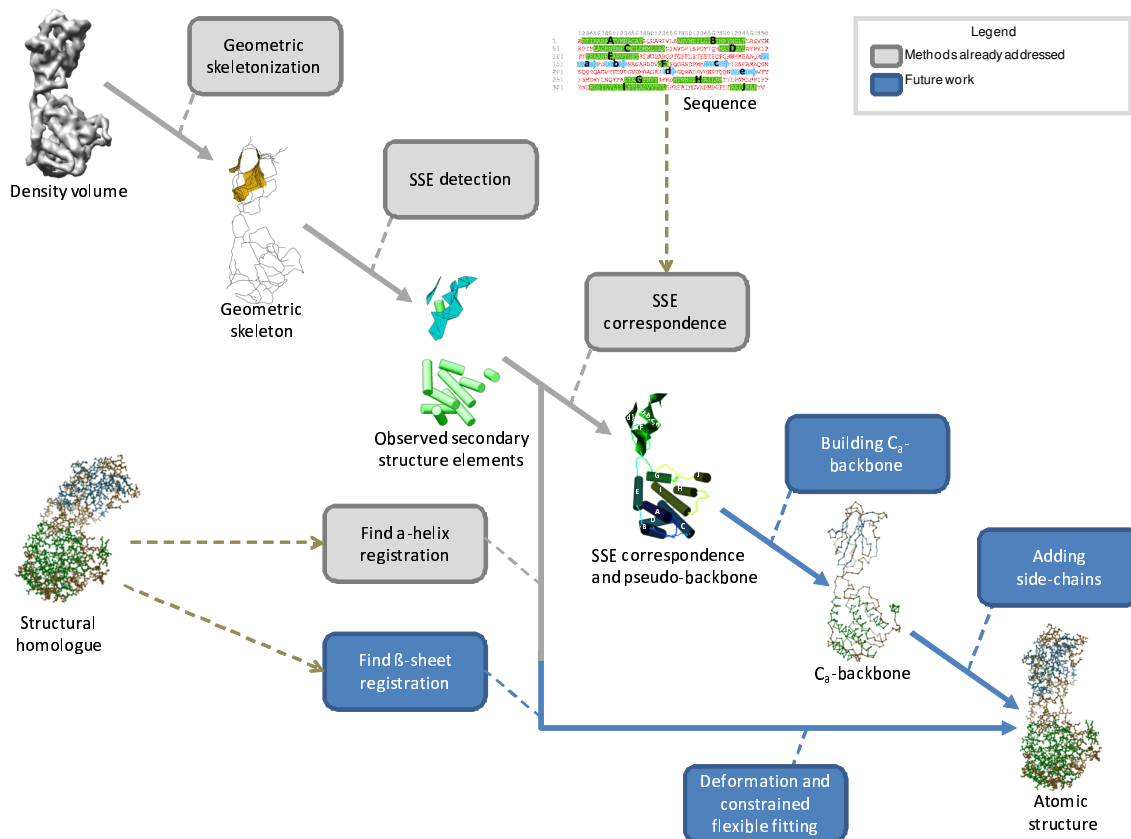 Geometric
skeletonization
Density volume
Sequence
Legend
Methods already addressed
Future work
SSE detection
Geometric
skeleton
SSE
correspondence
Observed secondary
structure elements
Building Ca-
backbone
SSE correspondence
and pseudo-backbone
Find a-helix
registration
Structural
homologue
Find ß-sheet
registration
Adding
side-chains
Ca-backbone
Deformation and
constrained
flexible fitting
Atomic
structure